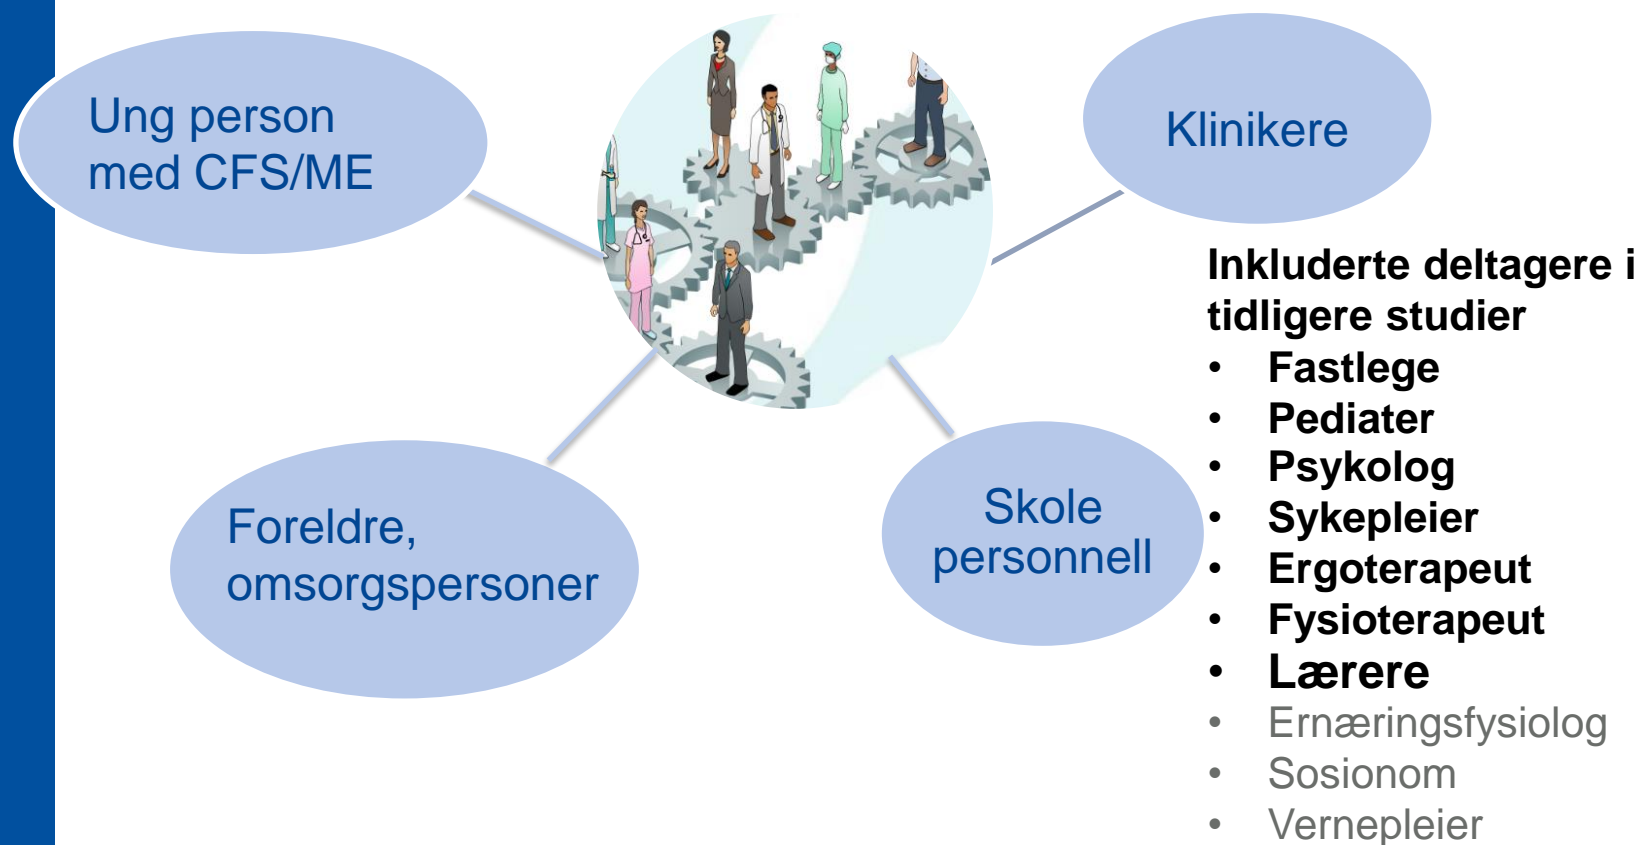 Ung person
med CFS/ME
Klinikere
Foreldre,
omsorgspersoner
Skole
personnell
Inkluderte deltagere i
tidligere studier
• Fastlege
• Pediater
• Psykolog
• Sykepleier
• Ergoterapeut
• Fysioterapeut
• Lærere
• Ernæringsfysiolog
• Sosionom
• Vernepleier